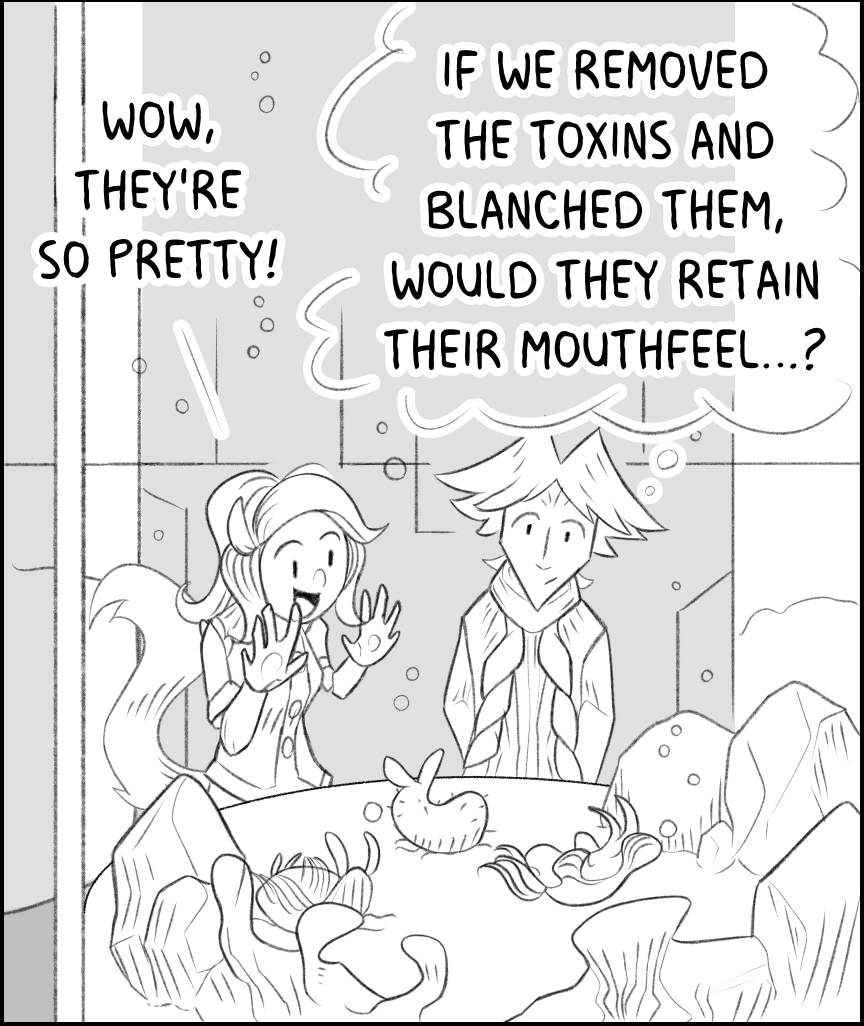 WOW,
THEY'RE
SO PRETTY!
IF WE REMOVED
THE TOXINS AND
BLANCHED THEM,
WOULD THEY RETAIN
THEIR MOUTHFEEL...?